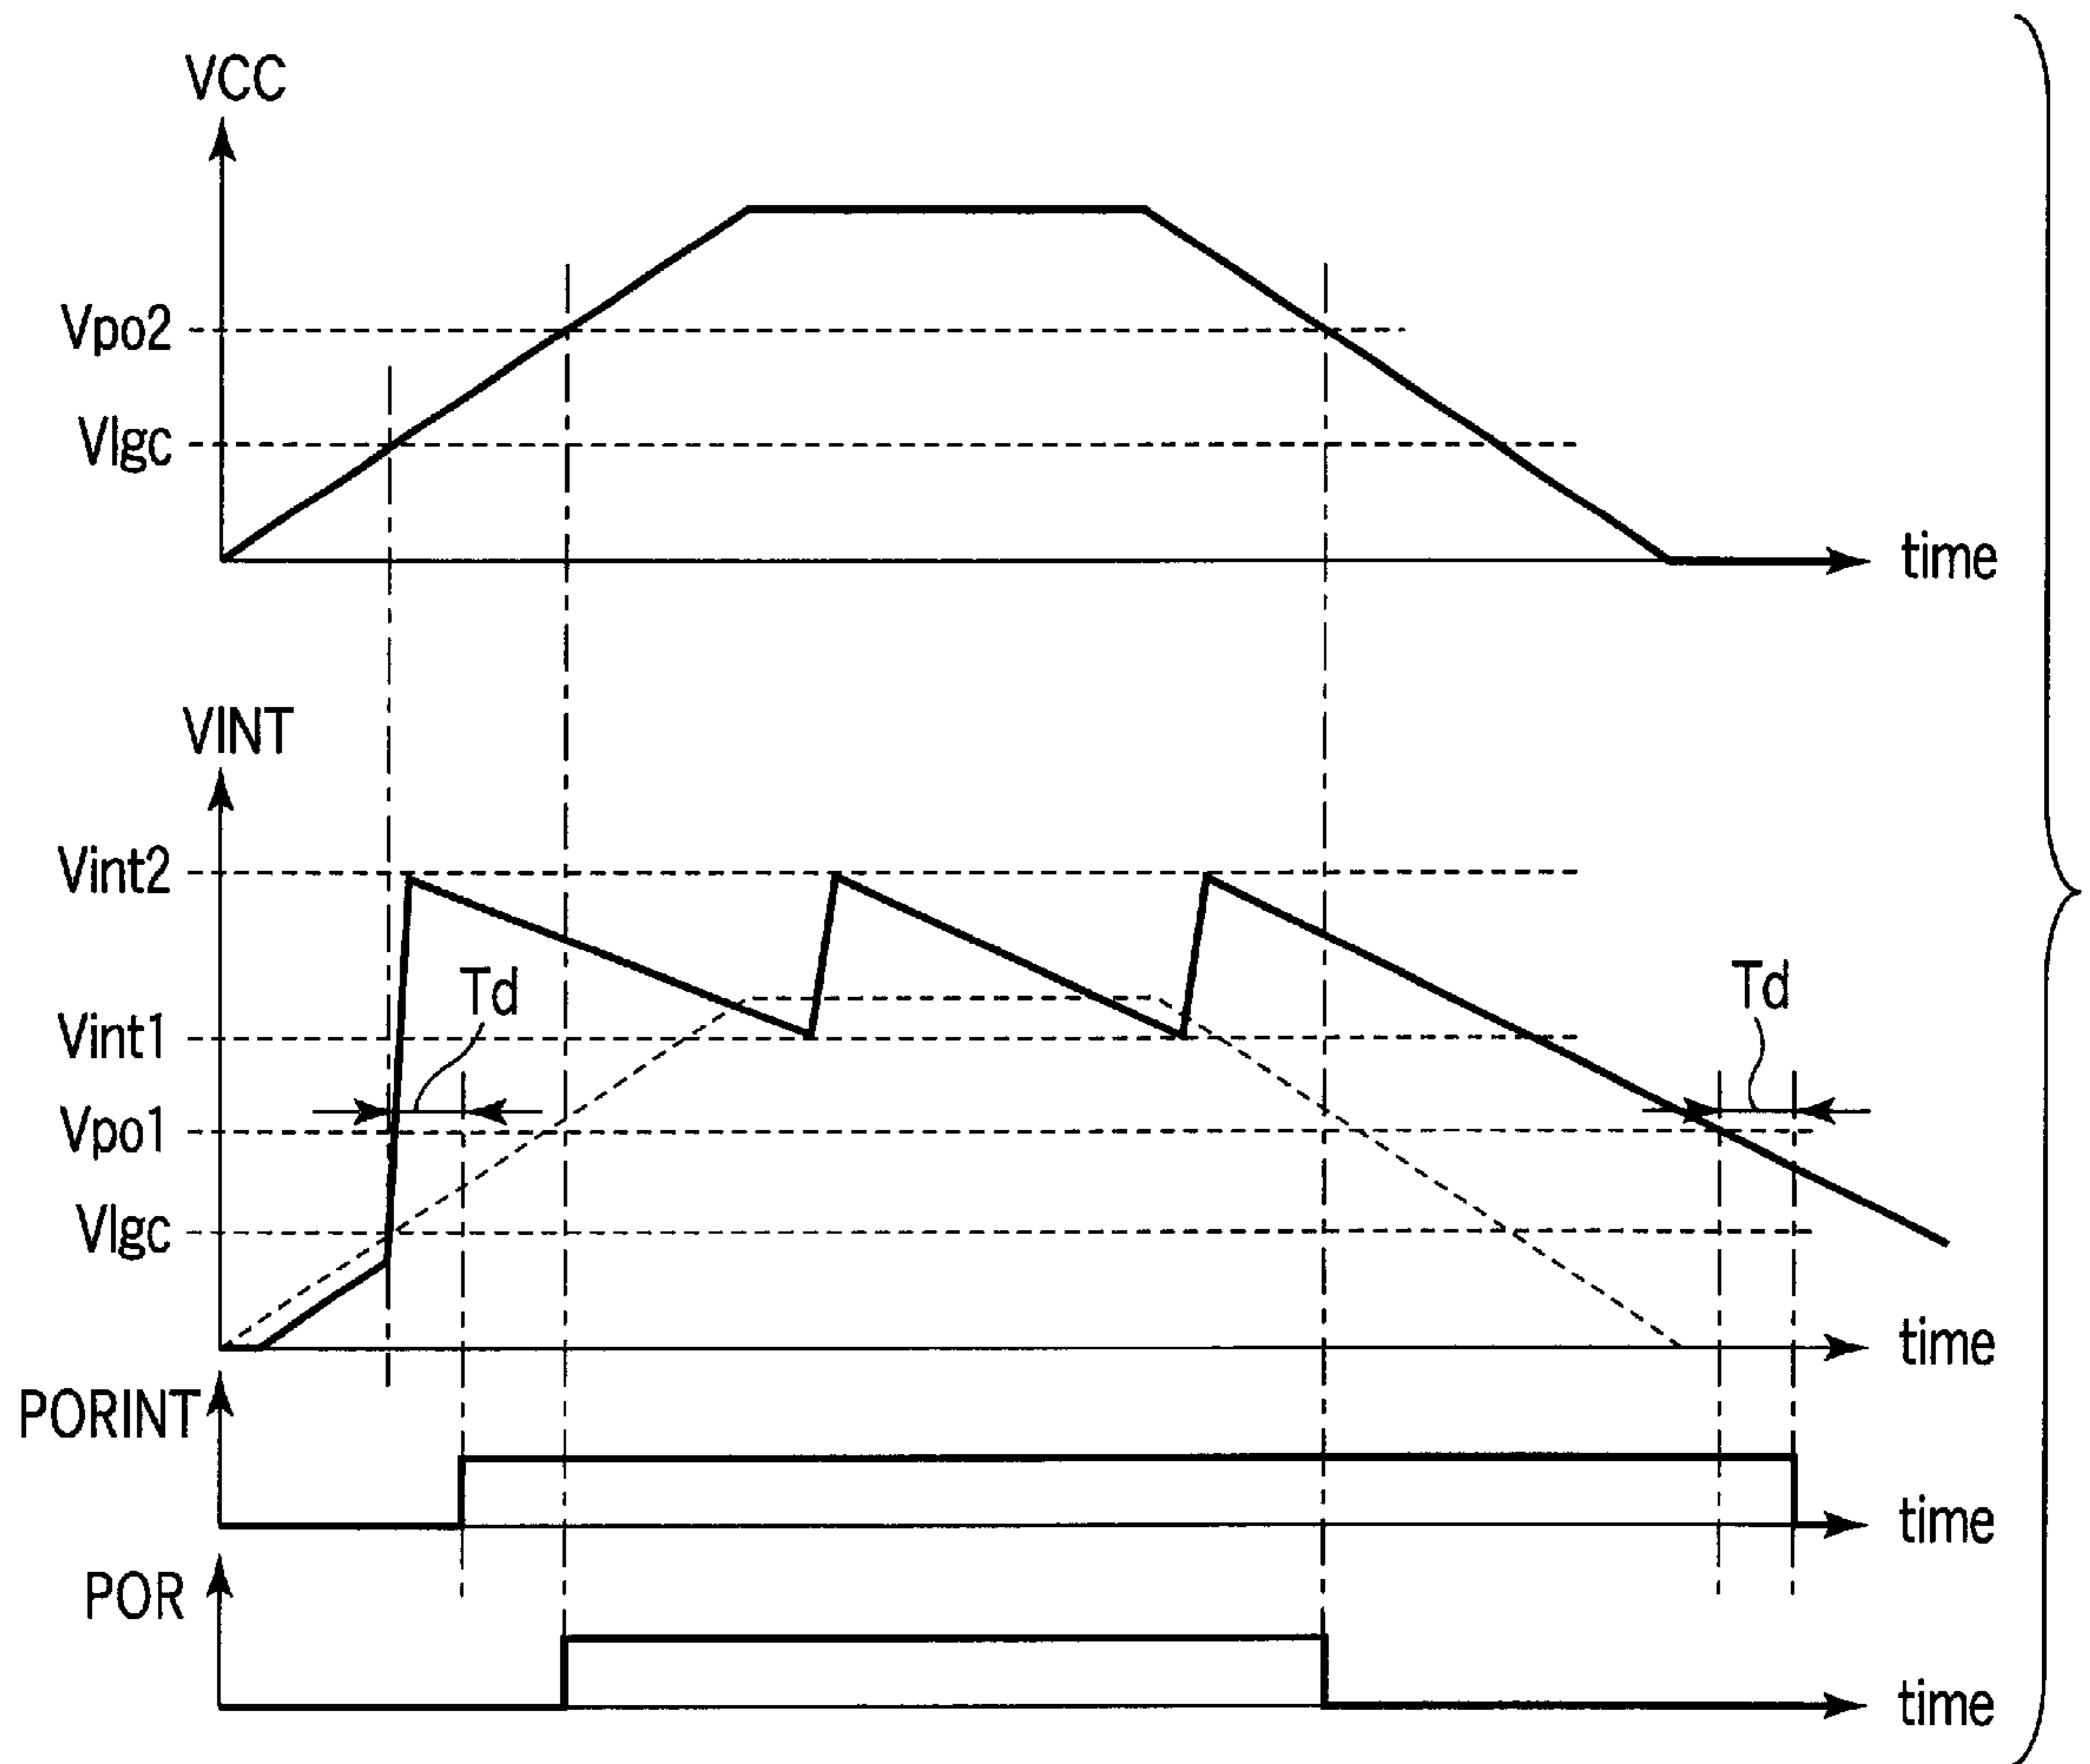 VCC
Vpo2
Vlgc
time
VINT
Vint2
Td
Td
Vint1
Vpo1
Vlgc
time
PORINT
time
POR
time